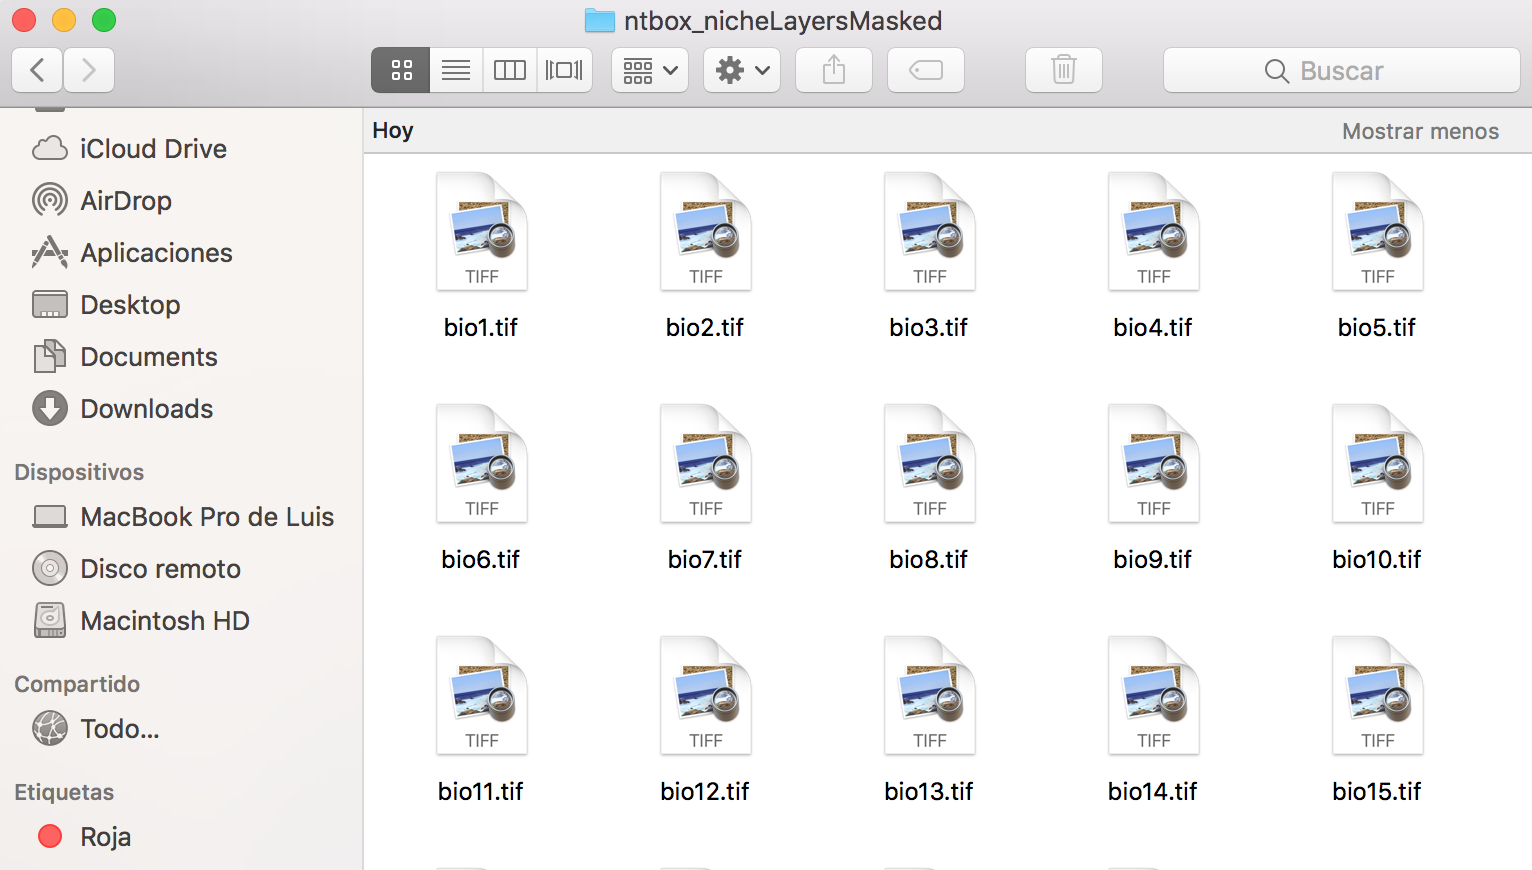 ntbox_nicheLayersMasked
Buscar
iCloud Drive
AirDrop
Aplicaciones
Desktop
Documents
Downloads
Dispositivos
MacBook Pro de Luis
Disco remoto
Macintosh HD
Compartido
Todo...
Etiquetas
Roja
Hoy
Mostrar menos
TIFF TIFF TIFF TIFF TIFF
bio1.tif bio2.tif bio3.tif bio4.tif bio5.tif
TIFF TIFF TIFF TIFF TIFF
bio6.tif bio7.tif bio8.tif bio9.tif bio10.tif
TIFF TIFF TIFF TIFF TIFF
bio11.tif bio12.tif bio13.tif bio14.tif bio15.tif